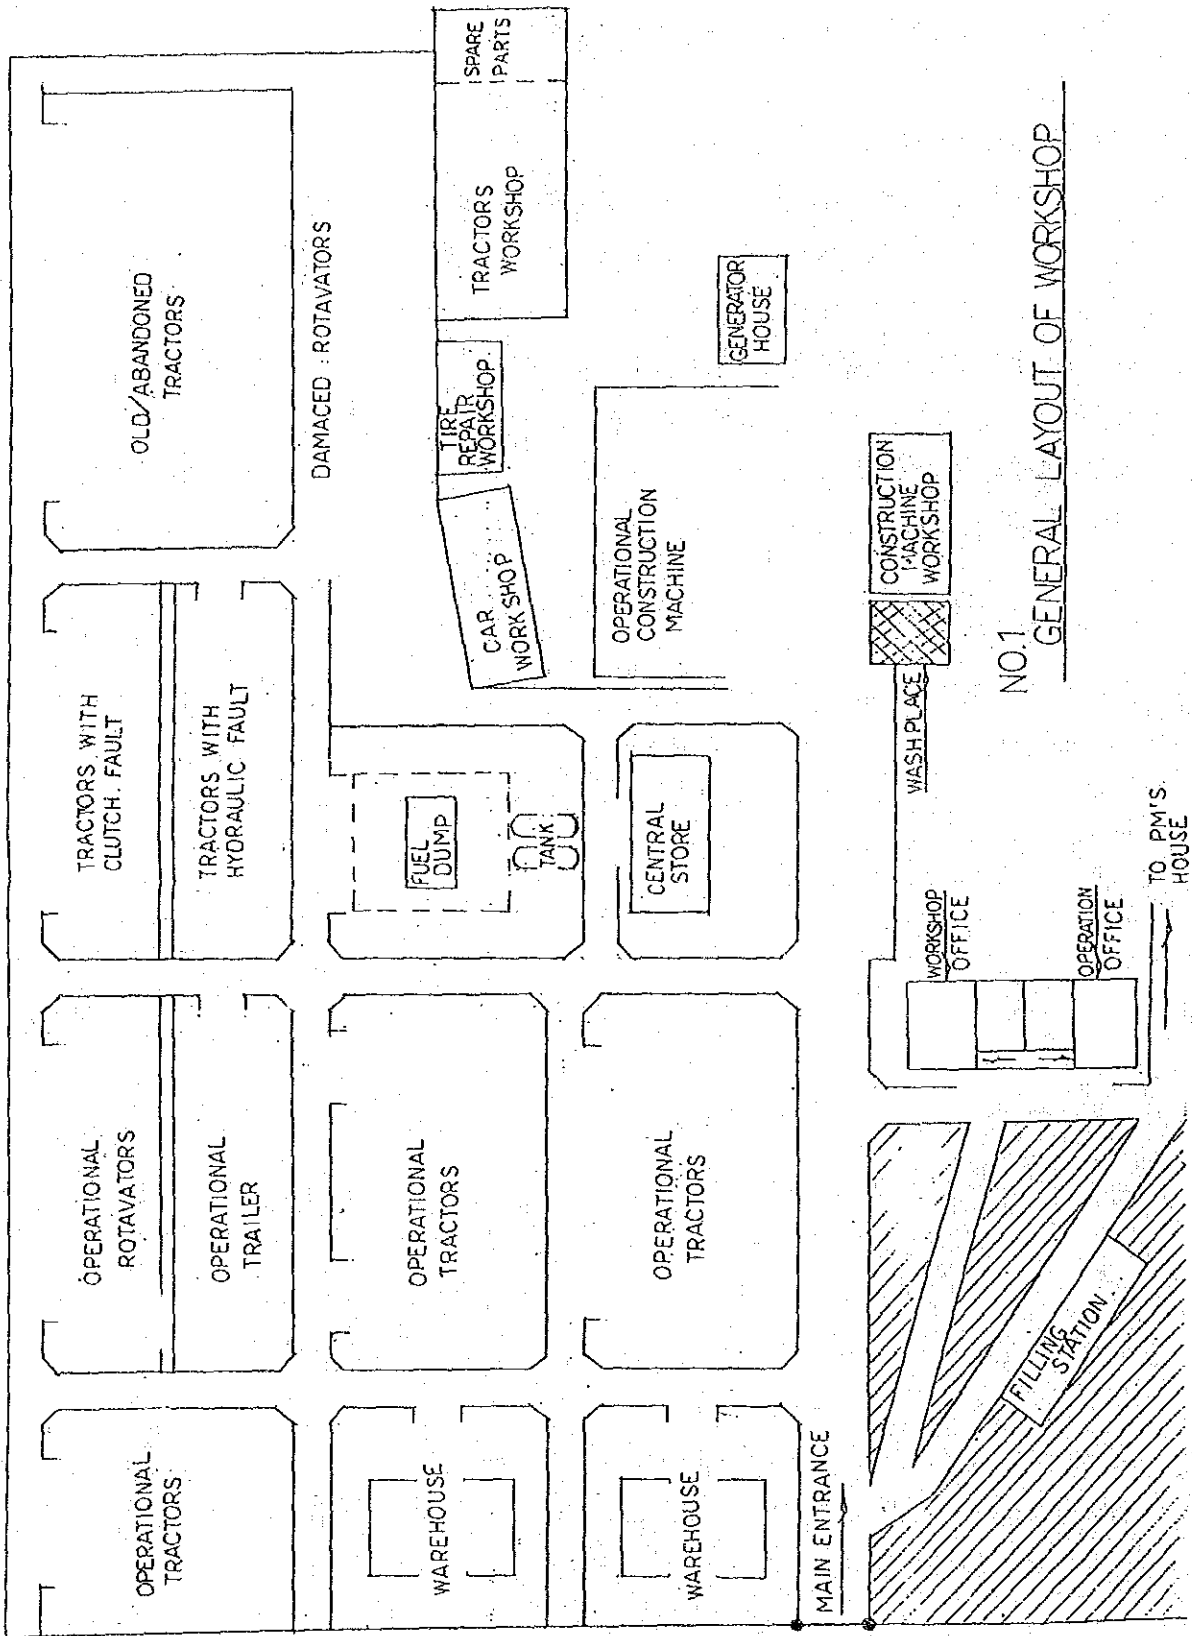 OPERATIONAL
TRACTORS
OPERATIONAL
ROTAVATORS
TRACTORS WITH
CLUTCH. FAULT
OLD/ABANDONED
TRACTORS
OPERATIONAL
TRAILER
TRACTORS WITH
HYDRAULIC FAULT
DAMACED : ROTAVATORS
WAREHOUSE
OPERATIONAL
TRACTORS
FUEL
DUMP
TANK
CAR
WORKSHOP
TIRE
REPAIR
WORKSHOP
TRACTORS
WORKSHOP
SPARE
PARTS
WAREHOUSE
OPERATIONAL
TRACTORS
CENTRAL
STORE
OPERATIONAL
CONSTRUCTION
MACHINE
GENERATOR
HOUSE
MAIN ENTRANCE
WASHPLACE
CONSTRUCTION
MACHINE
WORKSHOP
WORKSHOP
OFFICE
OPERATION
OFFICE
FILLING
STATION
TO PM'S
HOUSE
NO.1
GENERAL LAYOUT OF WORKSHOP